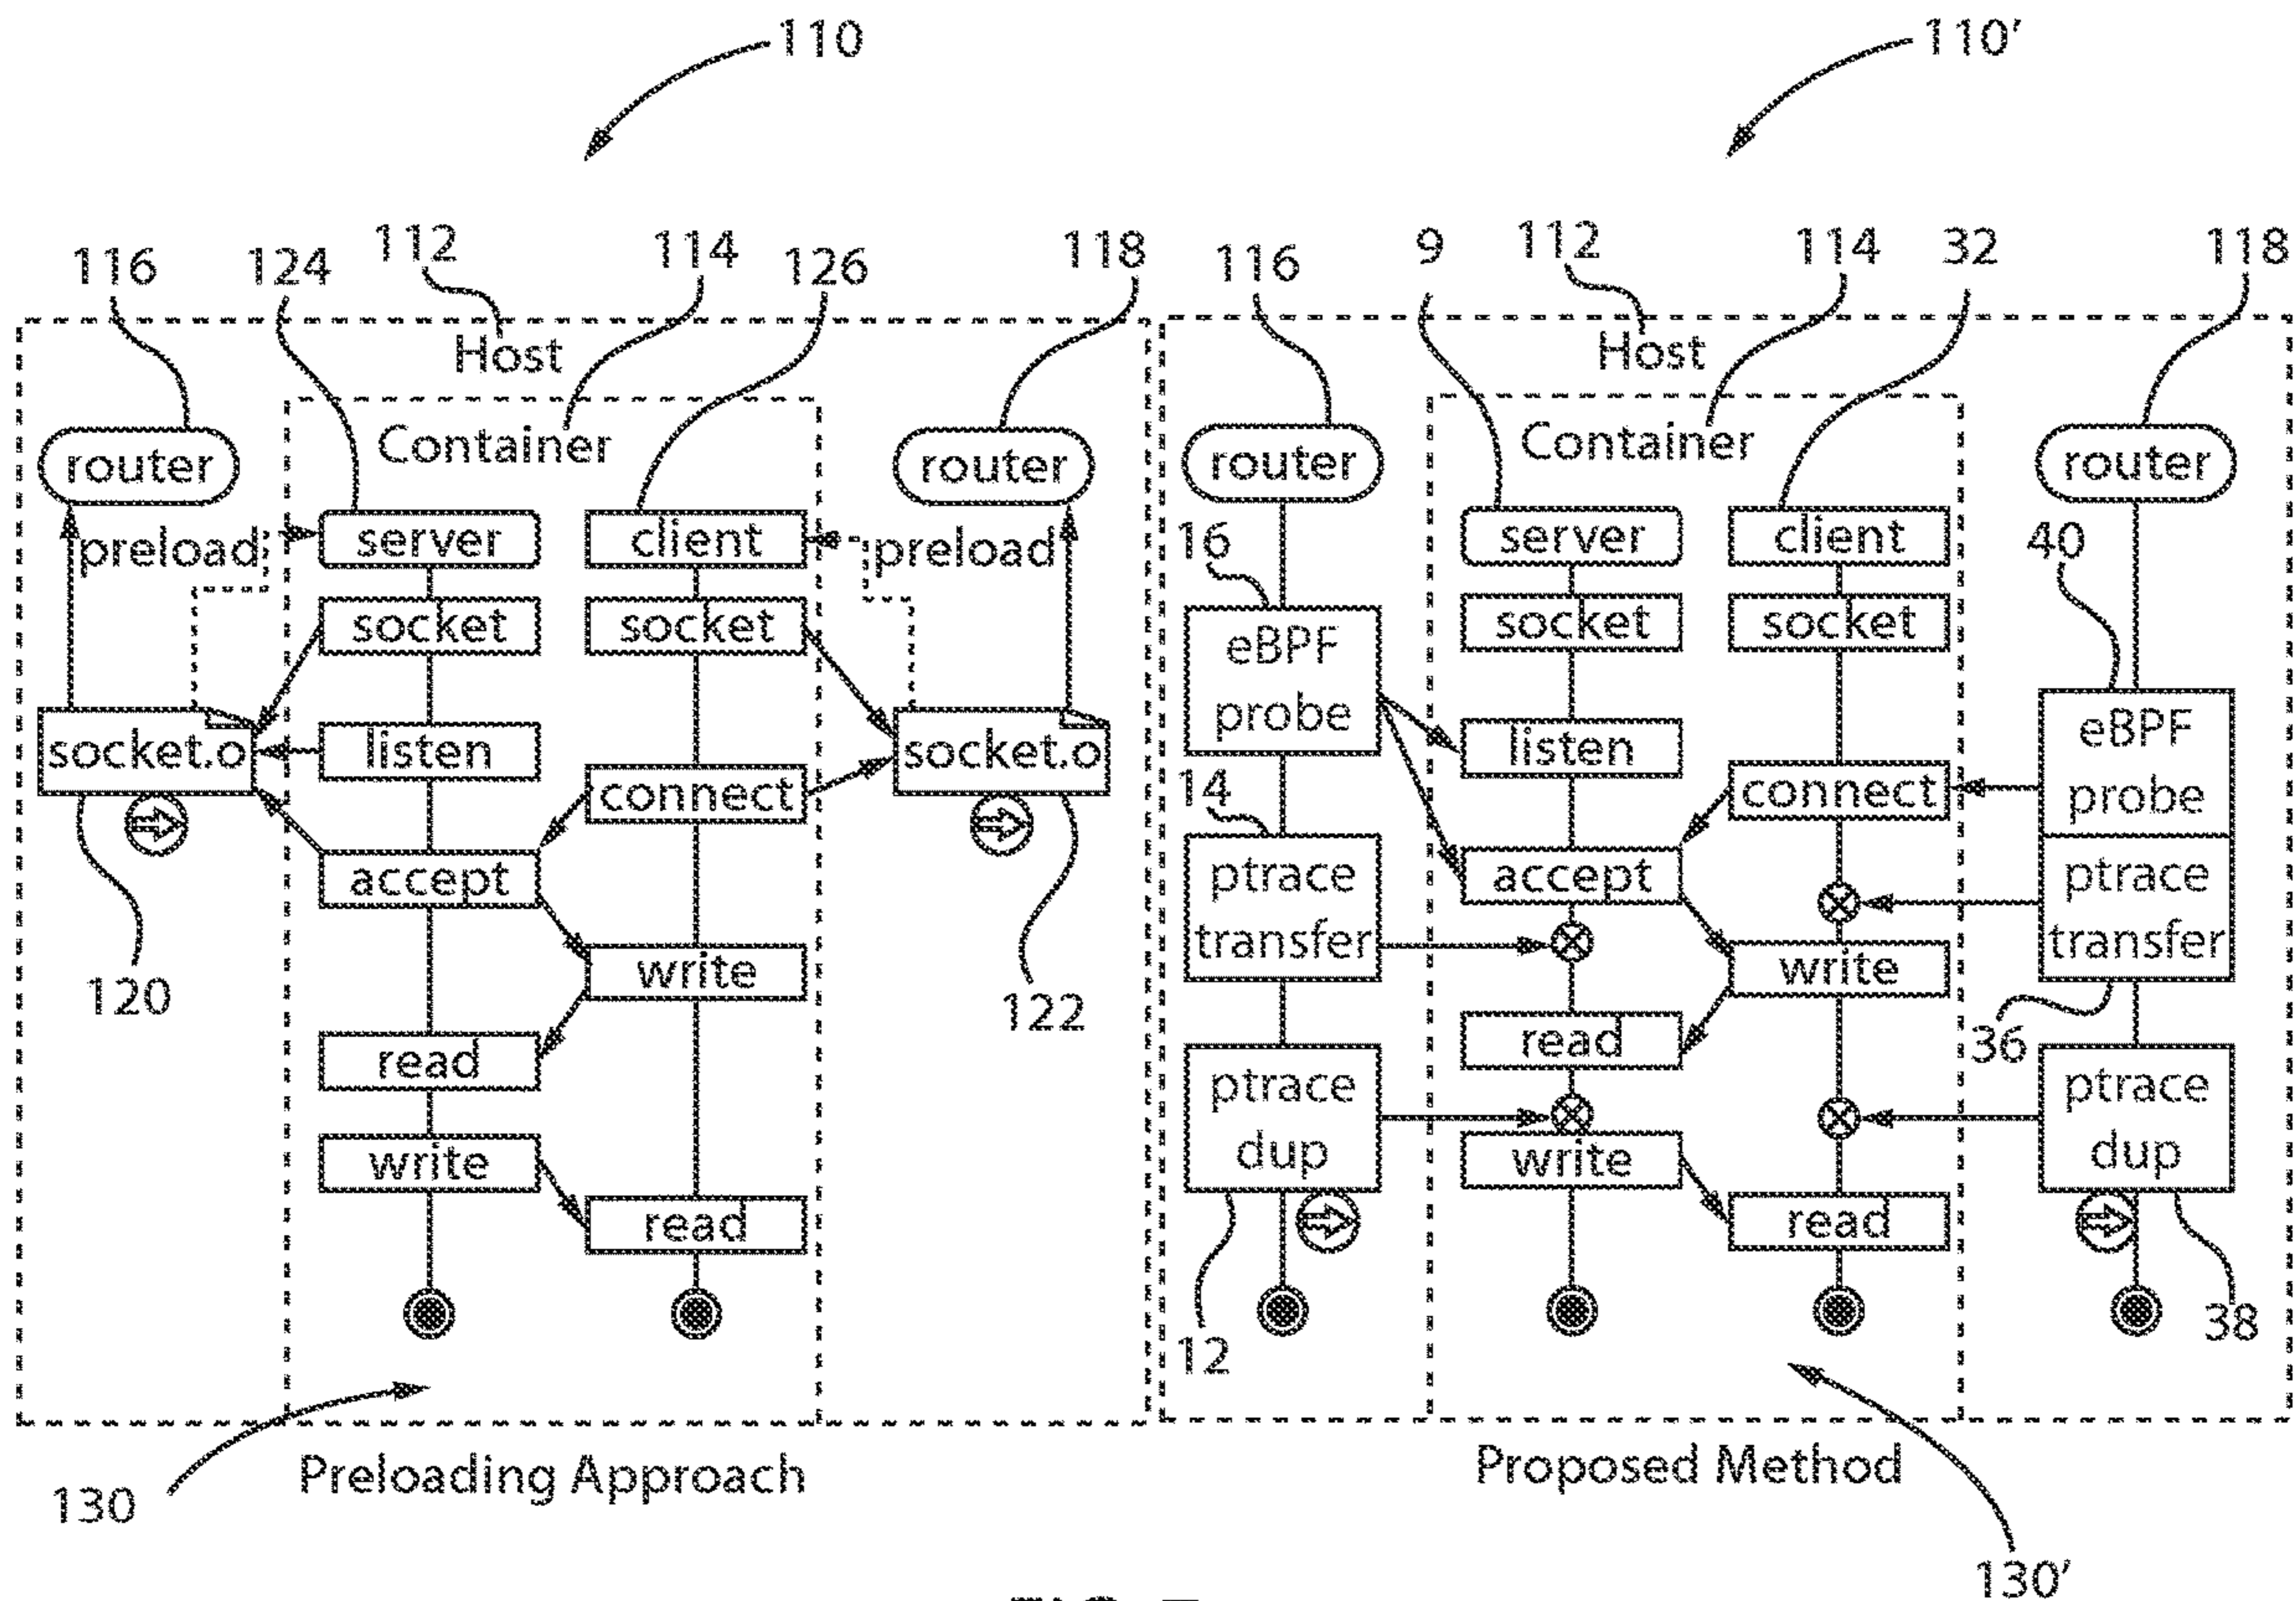 110
110'
116
124
112
114
126
118
116
9
112
114
32
118
Host
Host
Container
Container
router
router
router
router
preload
server
client
preload
16
server
client
40
socket
socket
eBPF
probe
socket
socket
socket.o
listen
socket.o
listen
eBPF
probe
connect
14
connect
accept
ptrace
transfer
accept
ptrace
transfer
120
write
122
write
read
read
36
ptrace
dup
ptrace
dup
write
write
read
read
12
38
Preloading Approach
Proposed Method
130
130'